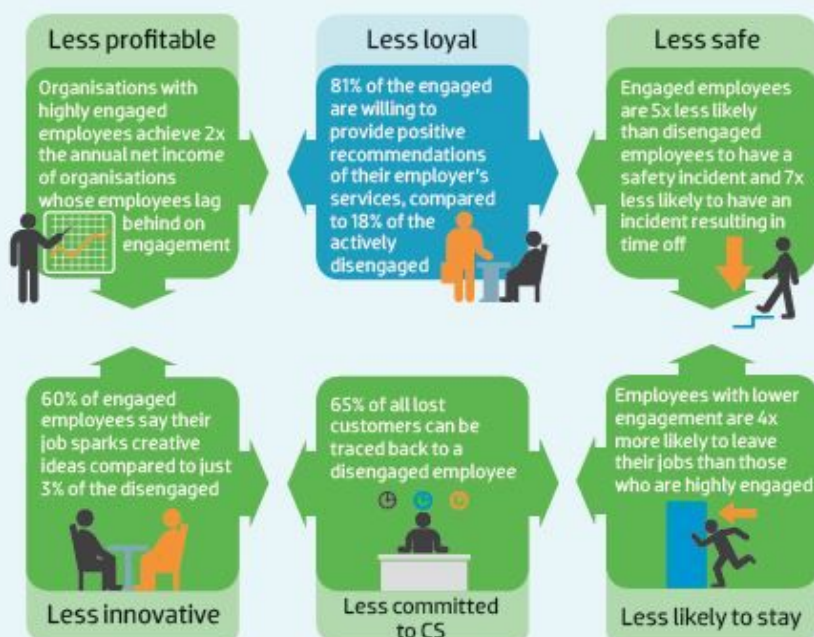 Less profitable
Organisations with
highly engaged
employees achieve 2x
the annual net income
of organisations
whose employees lag
behind on
engagement
Less loyal
81% of the engaged
are willing to
provide positive
recommendations
of their employer's
services, compared
to 18% of the
actively
disengaged
Less safe
Engaged employees
are 5x less likely
than disengaged
employees to have a
safety incident and 7x
less likely to have an
incident resulting in
time off
60% of engaged
employees say their
job sparks creative
ideas compared to just
3% of the disengaged
Less innovative
65% of all lost
customers can be
traced back to a
disengaged employee
Less committed
to CS
Employees with lower
engagement are 4x
more likely to leave
their jobs than those
who are highly engaged
Less likely to stay